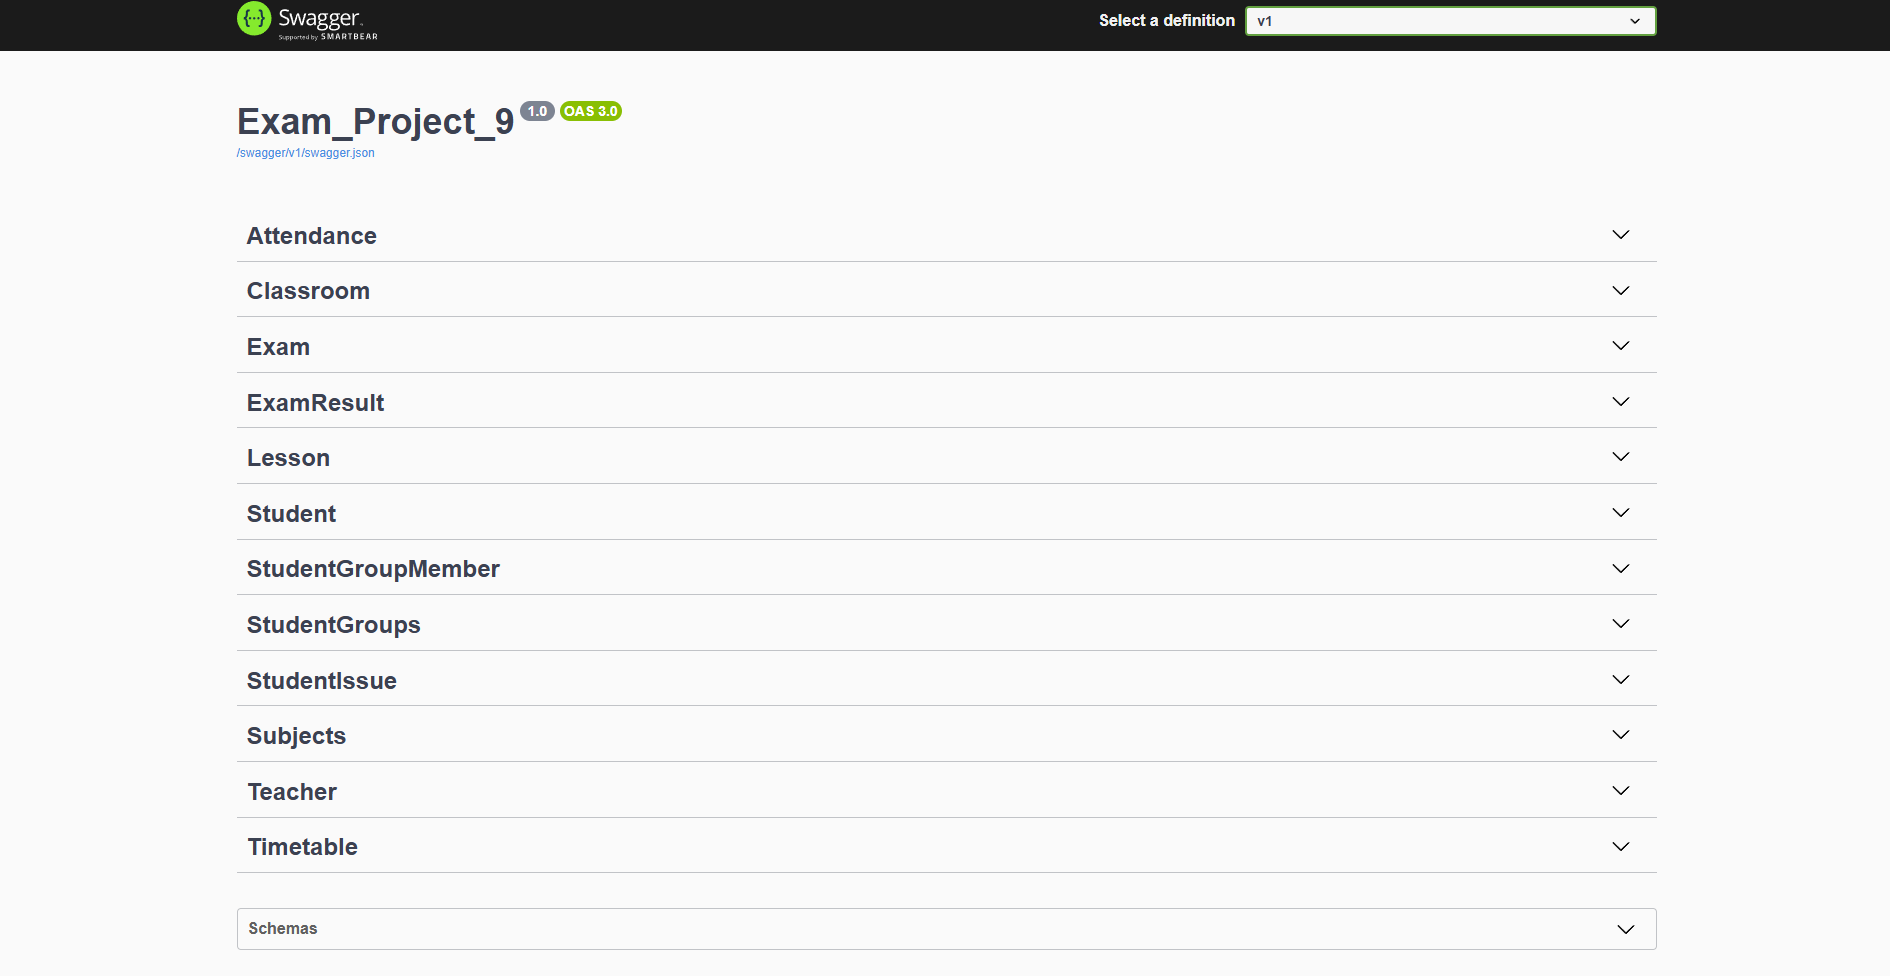 Swagger
Supported by SMARTBEAR
Select a definition
v1
Exam_Project_9
1.0
OAS 3.0
/swagger/v1/swagger.json
Attendance
Classroom
Exam
ExamResult
Lesson
Student
StudentGroupMember
StudentGroups
StudentIssue
Subjects
Teacher
Timetable
Schemas